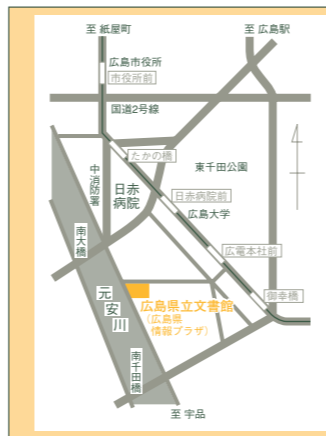 至 紙屋町
至 広島駅
広島市役所
市役所前
国道2号線
たかの橋
東千田公園
中消防署
日赤
病院
日赤病院前
広島大学
南大橋
広電本社前
元安川
御幸橋
広島県立文書館
(広島県
情報プラザ)
南千田橋
至 宇品